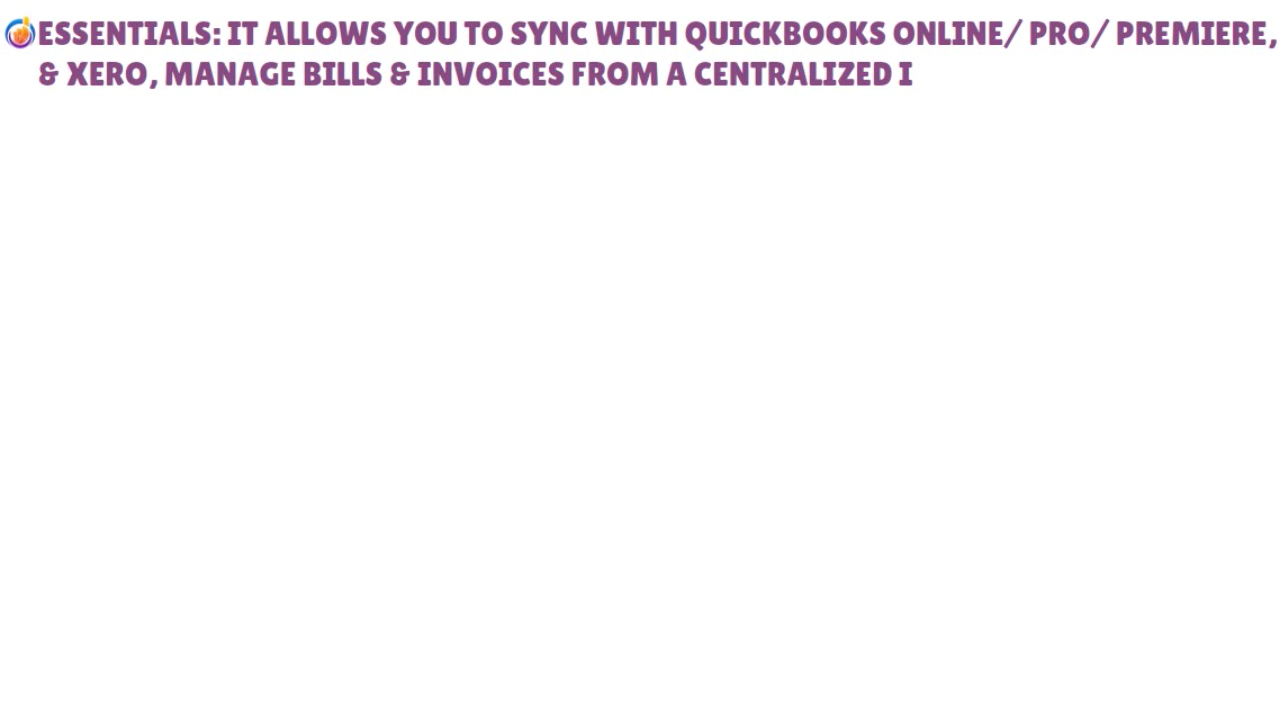 ESSENTIALS: IT ALLOWS YOU TO SYNC WITH QUICKBOOKS ONLINE/ PRO/ PREMIERE,
& XERO, MANAGE BILLS & INVOICES FROM A CENTRALIZED I